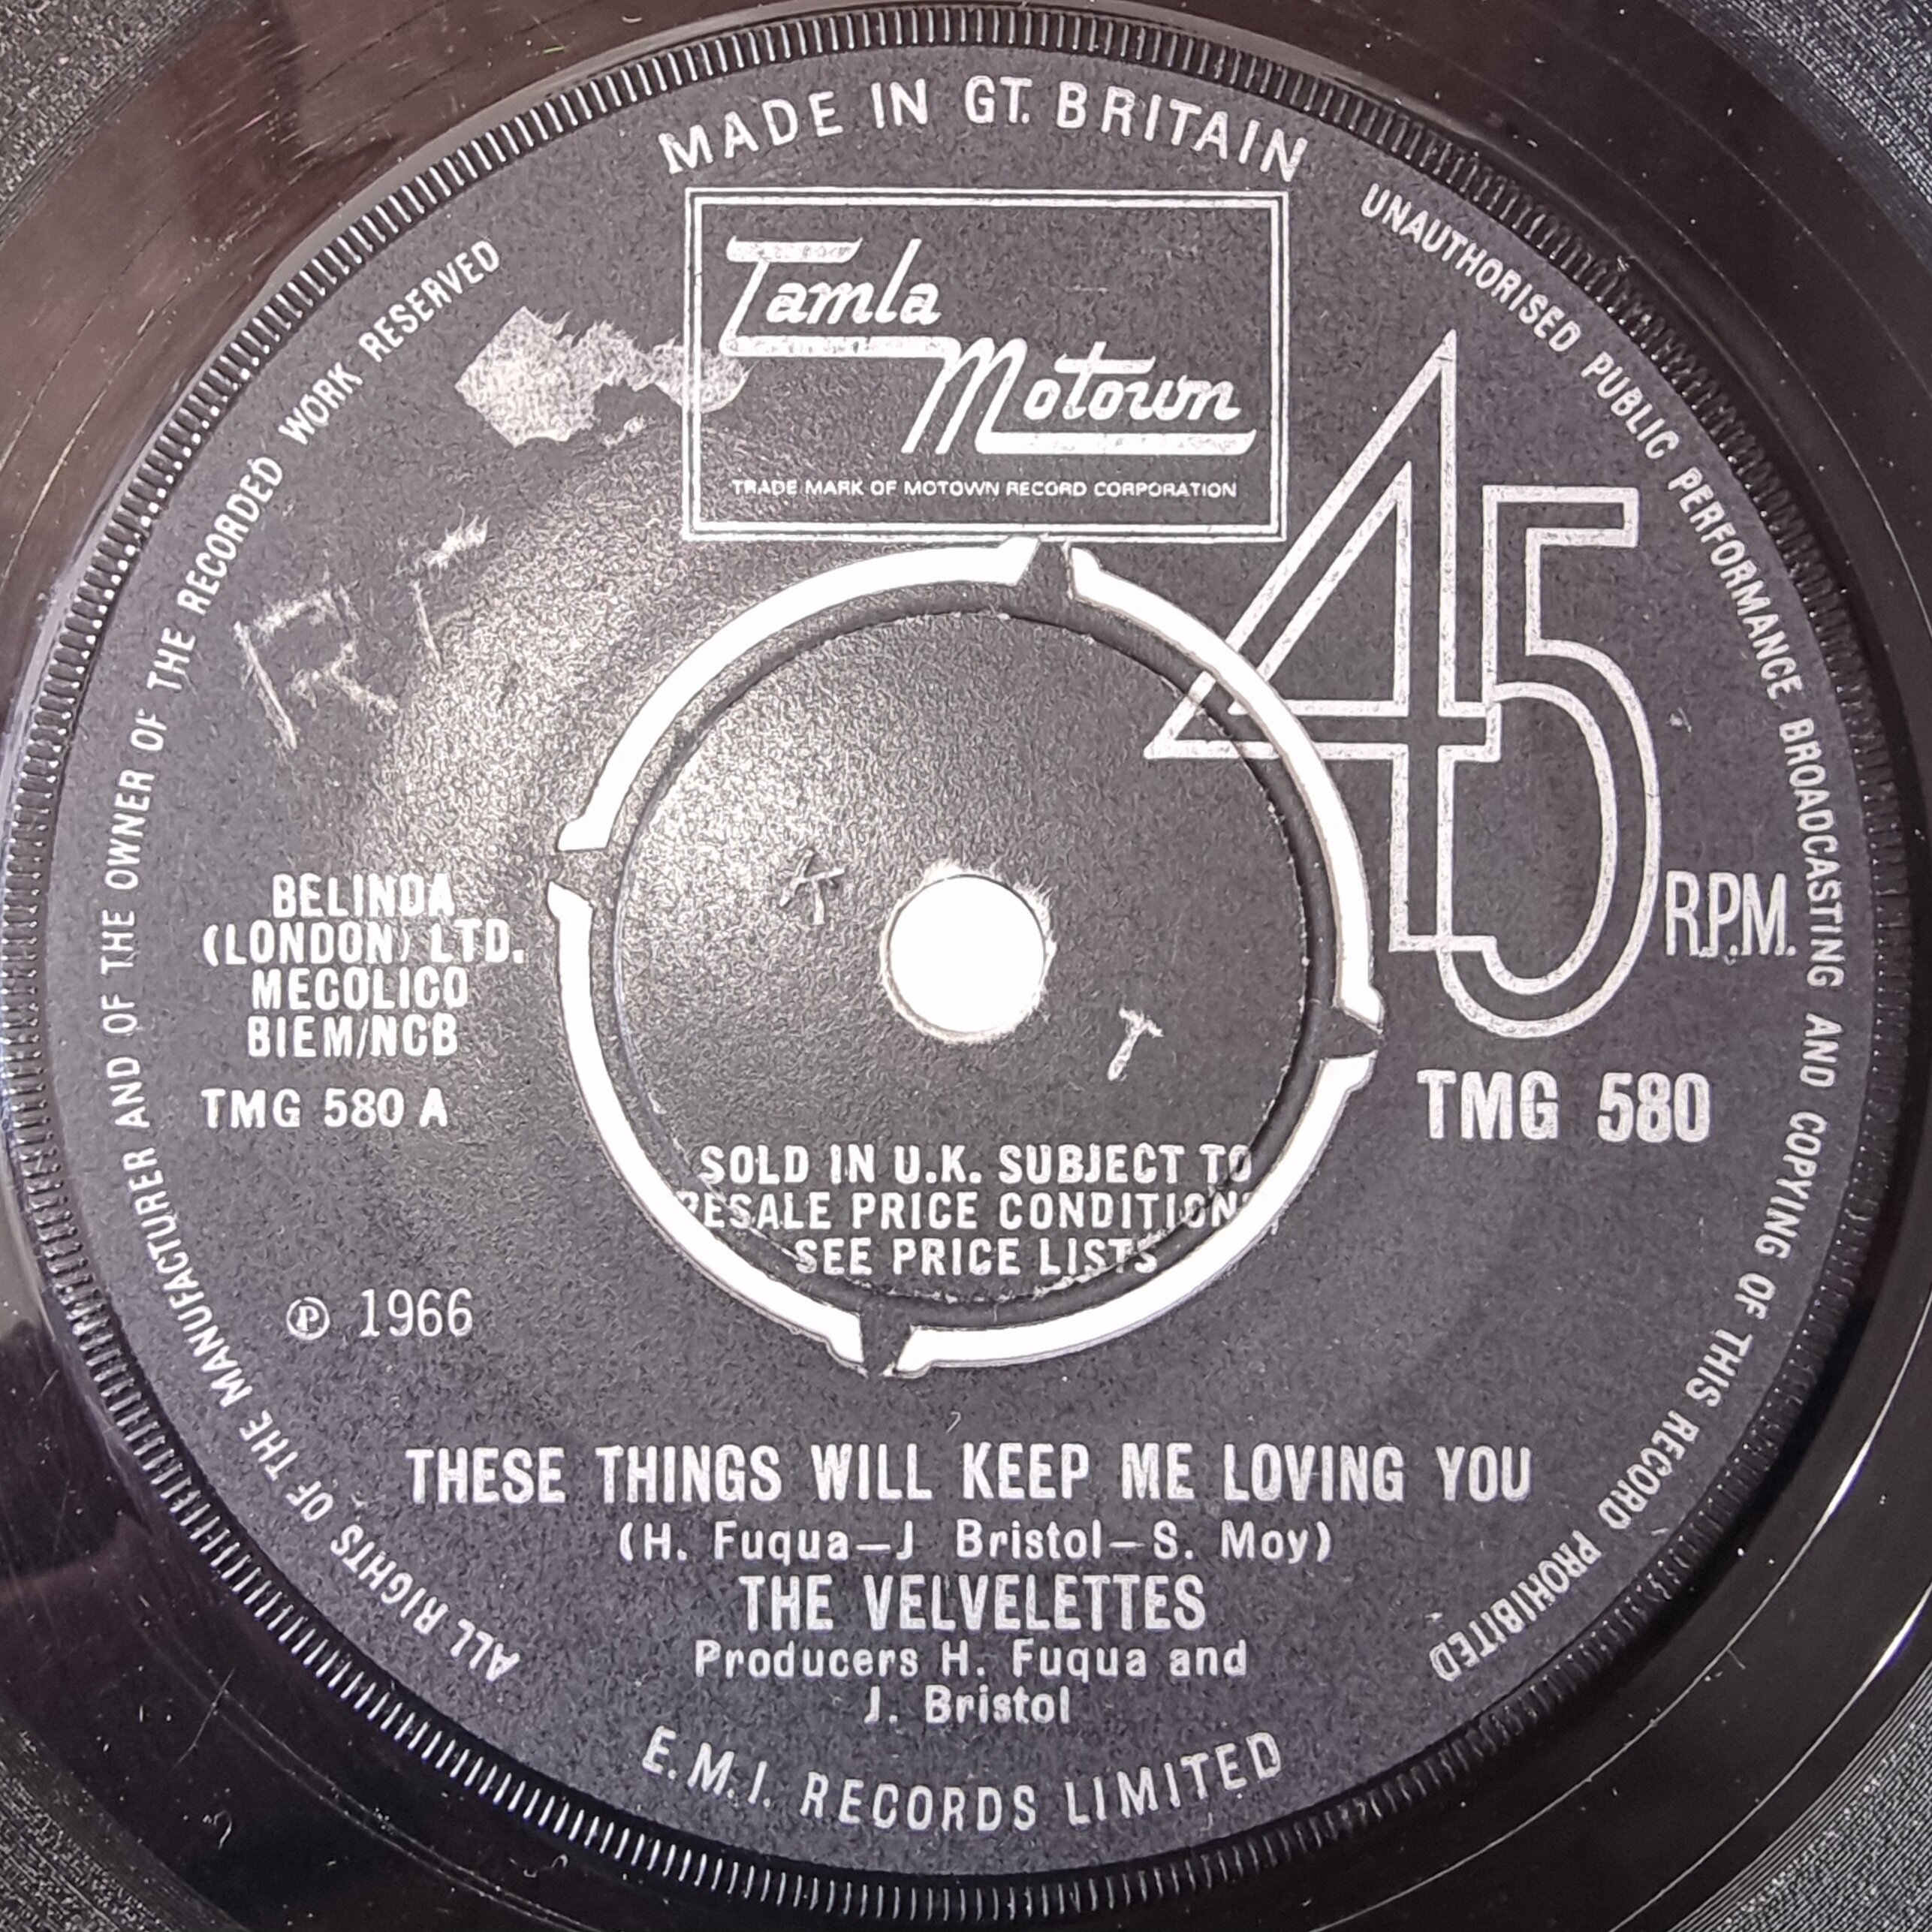 MADE IN GT. BRITAIN
Tamla
Motown
TRADE MARK OF MOTOWN RECORD CORPORATION
ALL RIGHTS OF THE MANUFACTURER AND OF THE OWNER OF THE RECORDED WORK RESERVED
UNAUTHORISED PUBLIC PERFORMANCE BROADCASTING AND COPYING OF THIS RECORD PROHIBITED
45
R.P.M.
BELINDA
(LONDON) LTD.
MECOLICO
BIEM/NCB
TMG 580 A
TMG 580
T
SOLD IN U.K. SUBJECT TO
RESALE PRICE CONDITIONS
SEE PRICE LISTS
℗ 1966
THESE THINGS WILL KEEP ME LOVING YOU
(H. Fuqua—J Bristol—S. Moy)
THE VELVELETTES
Producers H. Fuqua and
J. Bristol
E.M.I. RECORDS LIMITED